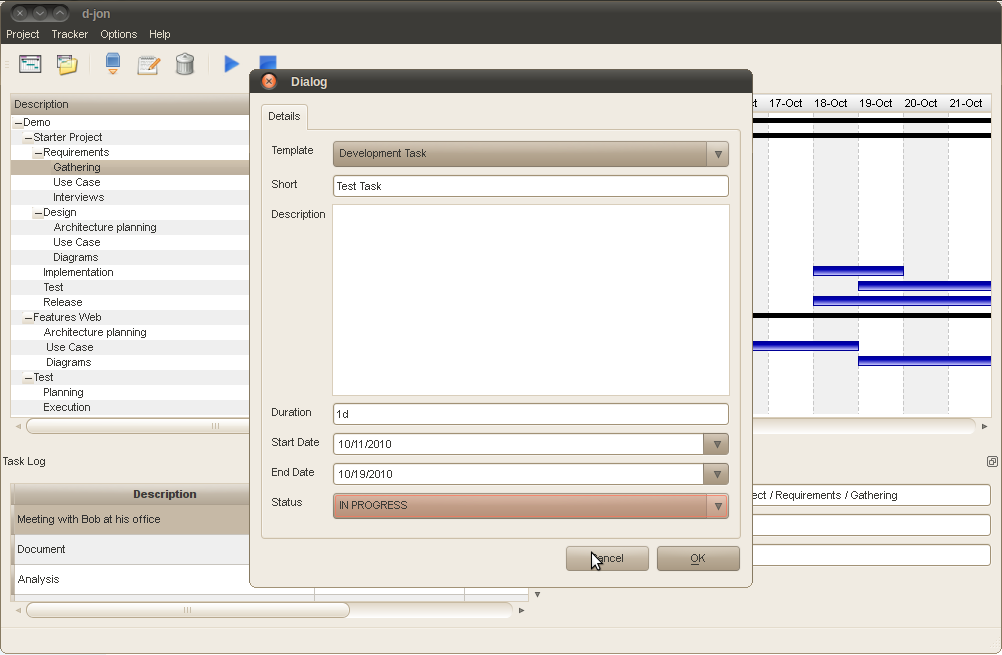 d-jon
Project Tracker Options Help
Dialog
Description
17-Oct 18-Oct 19-Oct 20-Oct 21-Oct
Demo
Starter Project
Requirements
Gathering
Use Case
Interviews
Design
Architecture planning
Use Case
Diagrams
Implementation
Test
Release
Features Web
Architecture planning
Use Case
Diagrams
Test
Planning
Execution
Details
Template Development Task
Short Test Task
Description
Duration 1d
Start Date 10/11/2010
End Date 10/19/2010
Status IN PROGRESS
OK
Task Log
Description
Meeting with Bob at his office
Document
Analysis
/ Requirements / Gathering